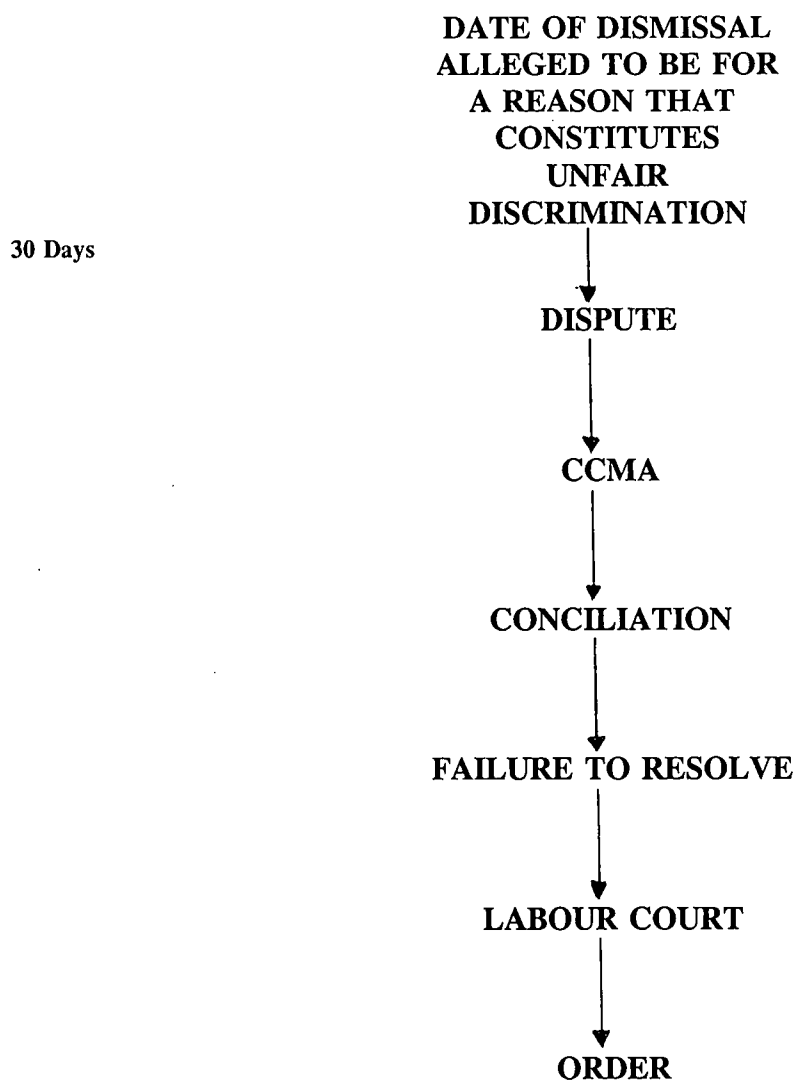 DATE OF DISMISSAL
ALLEGED TO BE FOR
A REASON THAT
CONSTITUTES
UNFAIR
DISCRIMINATION
30 Days
DISPUTE
CCMA
CONCILIATION
FAILURE TO RESOLVE
LABOUR COURT
ORDER